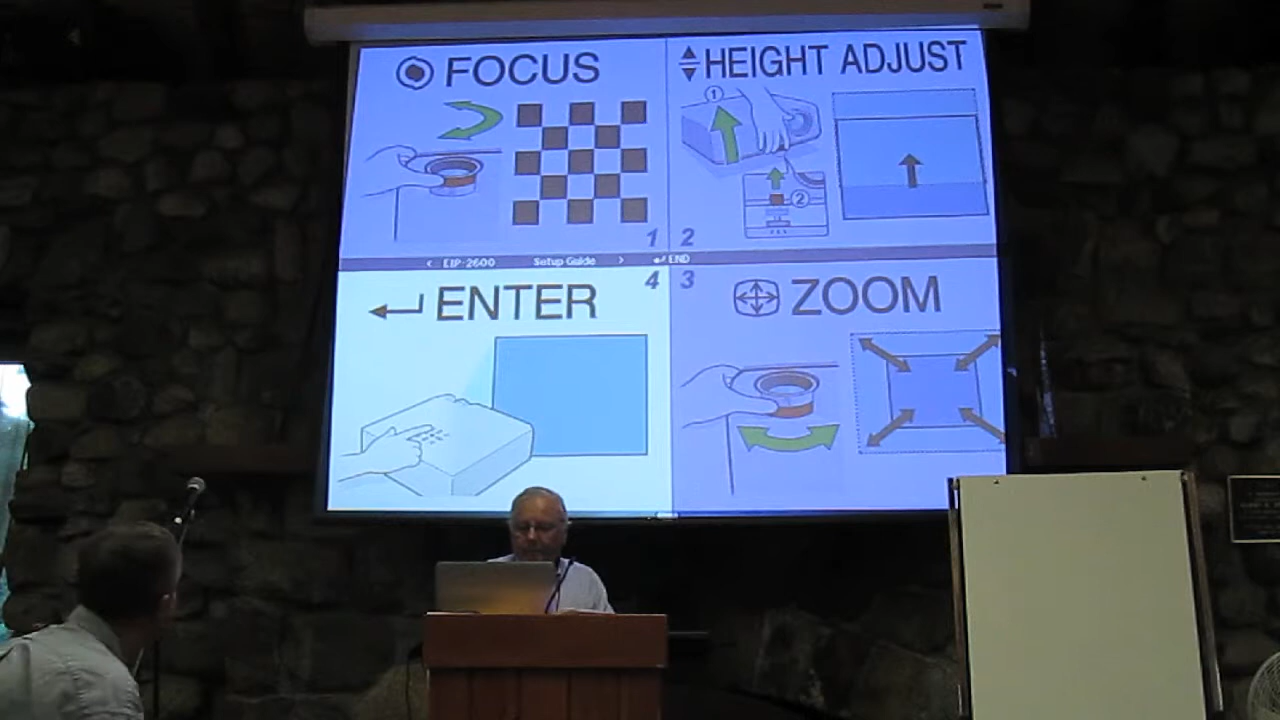 FOCUS
HEIGHT ADJUST
1
2
1
2
< EIP-2600 Setup Guide > ↵ END
4
3
ENTER
ZOOM